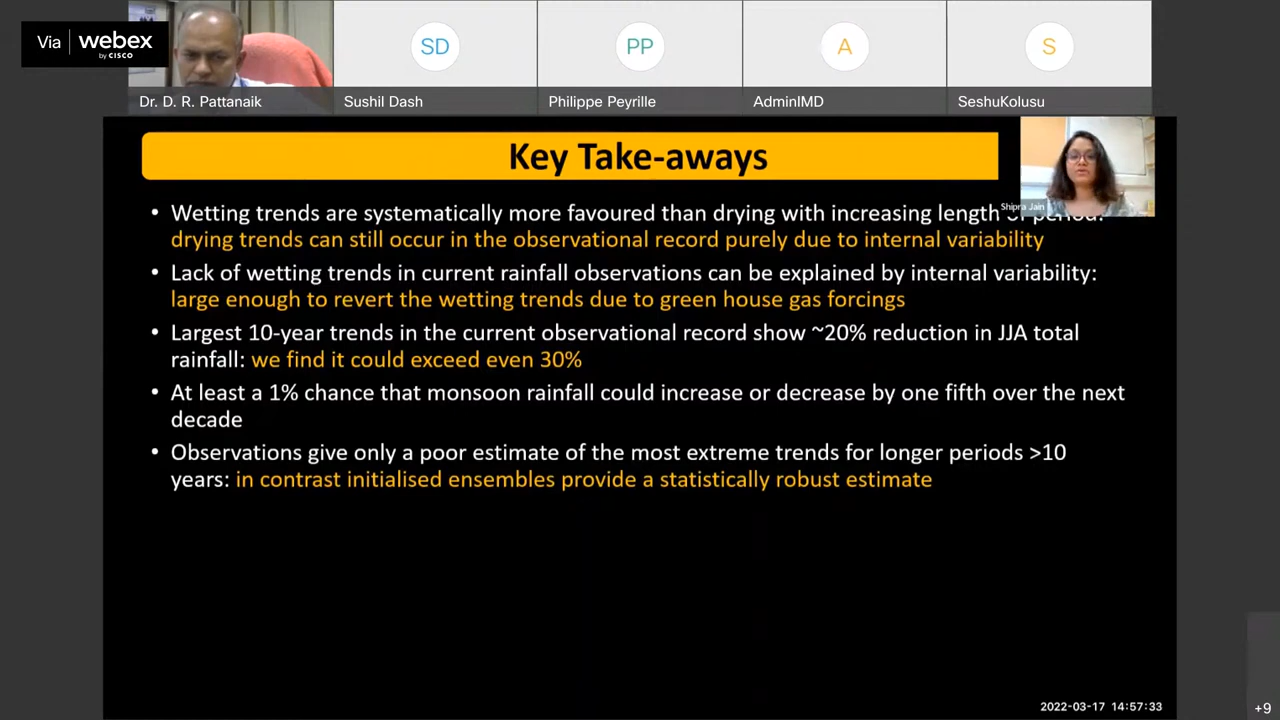 Via webex
by CISCO
SD
PP
A
S
Dr. D. R. Pattanaik
Sushil Dash
Philippe Peyrille
AdminIMD
SeshuKolusu
Key Take-aways
Shipra Jain
• Wetting trends are systematically more favoured than drying with increasing length of period:
drying trends can still occur in the observational record purely due to internal variability
• Lack of wetting trends in current rainfall observations can be explained by internal variability:
large enough to revert the wetting trends due to green house gas forcings
• Largest 10-year trends in the current observational record show ~20% reduction in JJA total
rainfall: we find it could exceed even 30%
• At least a 1% chance that monsoon rainfall could increase or decrease by one fifth over the next
decade
• Observations give only a poor estimate of the most extreme trends for longer periods >10
years: in contrast initialised ensembles provide a statistically robust estimate
2022-03-17 14:57:33
+9